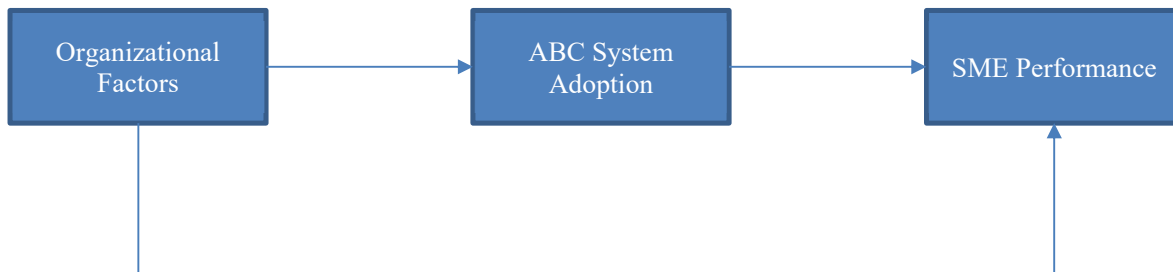 Organizational
Factors
ABC System
Adoption
SME Performance